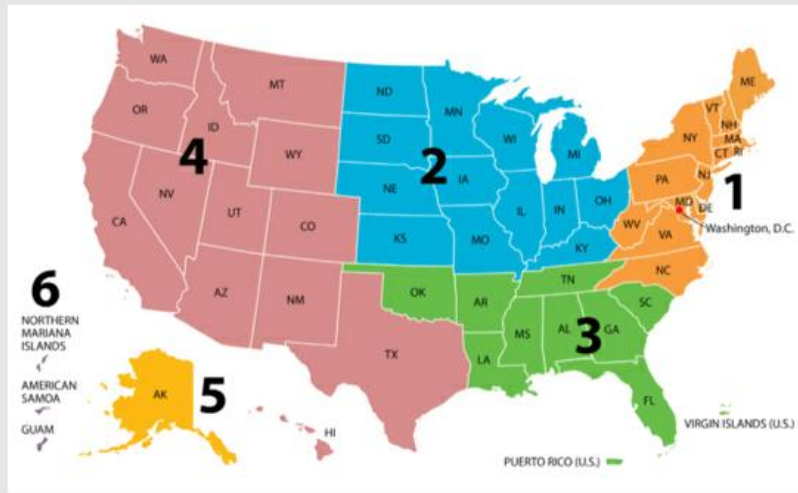 WA
MT
ND
MN
ME
VT
NH
OR
ID
SD
WI
MI
NY
MA
CT RI
4
WY
2
NE
IA
PA
NJ
1
NV
UT
CO
IL
IN
OH
MD
DE
Washington, D.C.
CA
KS
MO
KY
WV
VA
NC
AZ
NM
OK
AR
TN
SC
6
NORTHERN
MARIANA
ISLANDS
TX
LA
MS
AL
3
GA
AMERICAN
SAMOA
AK
5
FL
GUAM
HI
VIRGIN ISLANDS (U.S.)
PUERTO RICO (U.S.)